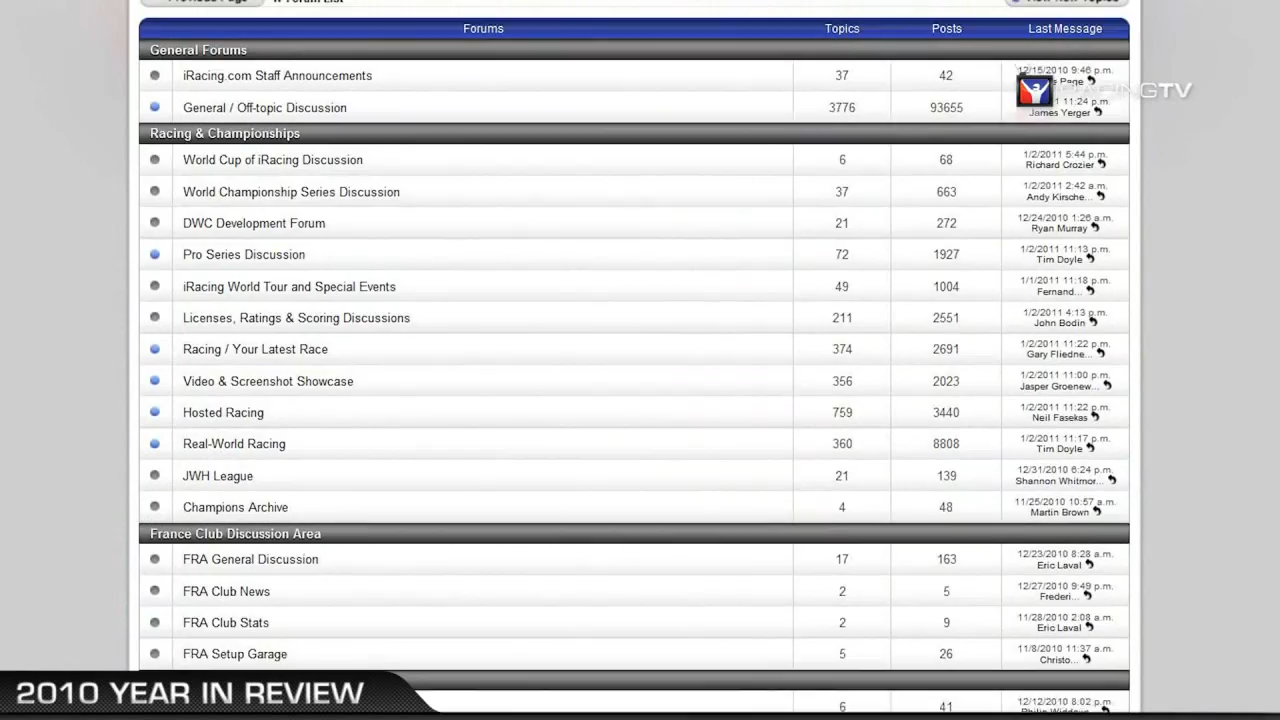 Forum List
View New Topics
Forums Topics Posts Last Message
General Forums
iRacing.com Staff Announcements 37 42 12/15/2010 9:46 p.m.
Page
General / Off-topic Discussion 3776 93655 11:24 p.m.
James Yerger
RACINGTV
Racing & Championships
World Cup of iRacing Discussion 6 68 1/2/2011 5:44 p.m.
Richard Crozier
World Championship Series Discussion 37 663 1/2/2011 2:42 a.m.
Andy Kirsche...
DWC Development Forum 21 272 12/24/2010 1:26 a.m.
Ryan Murray
Pro Series Discussion 72 1927 1/2/2011 11:13 p.m.
Tim Doyle
iRacing World Tour and Special Events 49 1004 1/1/2011 11:18 p.m.
Fernand...
Licenses, Ratings & Scoring Discussions 211 2551 1/2/2011 4:13 p.m.
John Bodin
Racing / Your Latest Race 374 2691 1/2/2011 11:22 p.m.
Gary Fliedne...
Video & Screenshot Showcase 356 2023 1/2/2011 11:00 p.m.
Jasper Groenew...
Hosted Racing 759 3440 1/2/2011 11:22 p.m.
Neil Fasekas
Real-World Racing 360 8808 1/2/2011 11:17 p.m.
Tim Doyle
JWH League 21 139 12/31/2010 6:24 p.m.
Shannon Whitmor...
Champions Archive 4 48 11/25/2010 10:57 a.m.
Martin Brown
France Club Discussion Area
FRA General Discussion 17 163 12/23/2010 8:28 a.m.
Eric Laval
FRA Club News 2 5 12/27/2010 9:49 p.m.
Frederi...
FRA Club Stats 2 9 11/28/2010 2:08 a.m.
Eric Laval
FRA Setup Garage 5 26 11/8/2010 11:37 a.m.
Christo...
6 41 12/12/2010 8:02 p.m.
2010 YEAR IN REVIEW